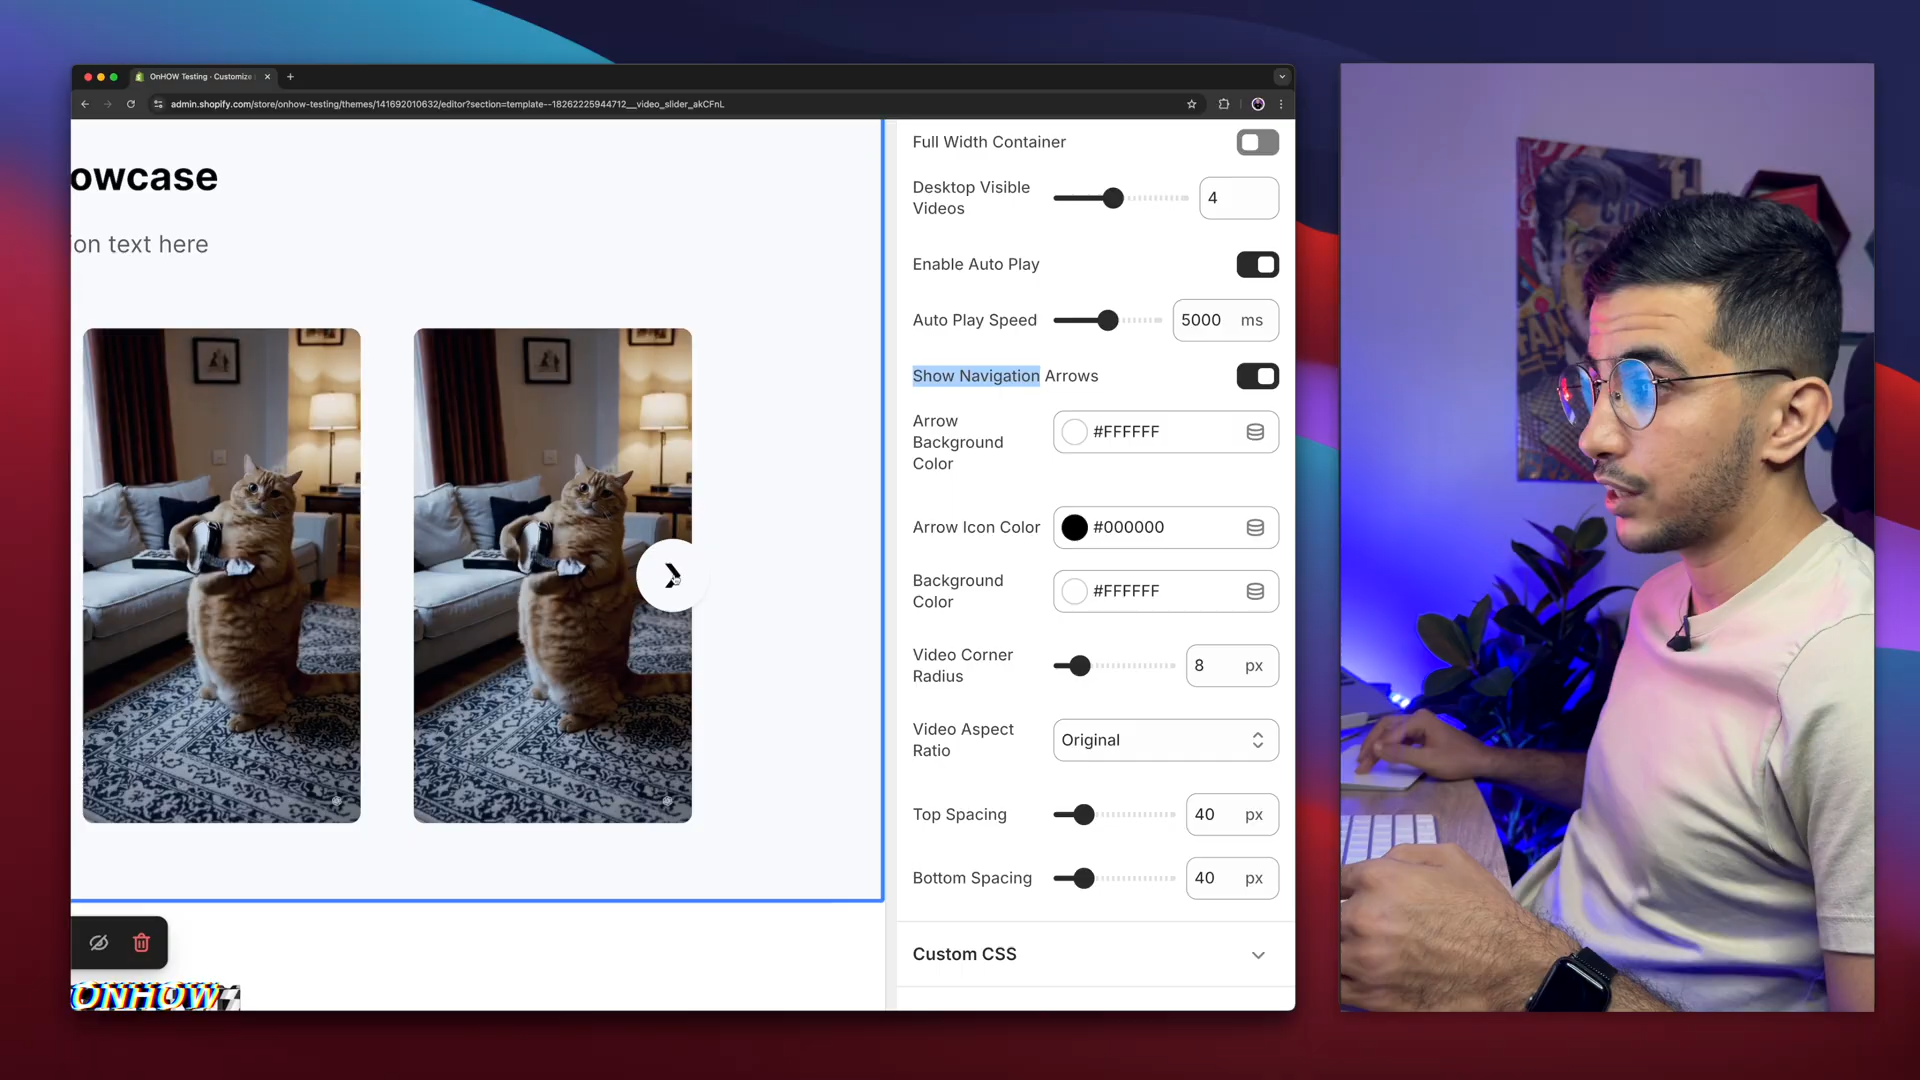 OnHOW Testing · Customize
admin.shopify.com/store/onhow-testing/themes/141692010632/editor?section=template--18262225944712__video_slider_akCFnL
owcase
ion text here
Full Width Container
Desktop Visible
Videos
4
Enable Auto Play
Auto Play Speed
5000 ms
Show Navigation Arrows
Arrow
Background
Color
#FFFFFF
Arrow Icon Color
#000000
Background
Color
#FFFFFF
Video Corner
Radius
8 px
Video Aspect
Ratio
Original
Top Spacing
40 px
Bottom Spacing
40 px
Custom CSS
ONHOW